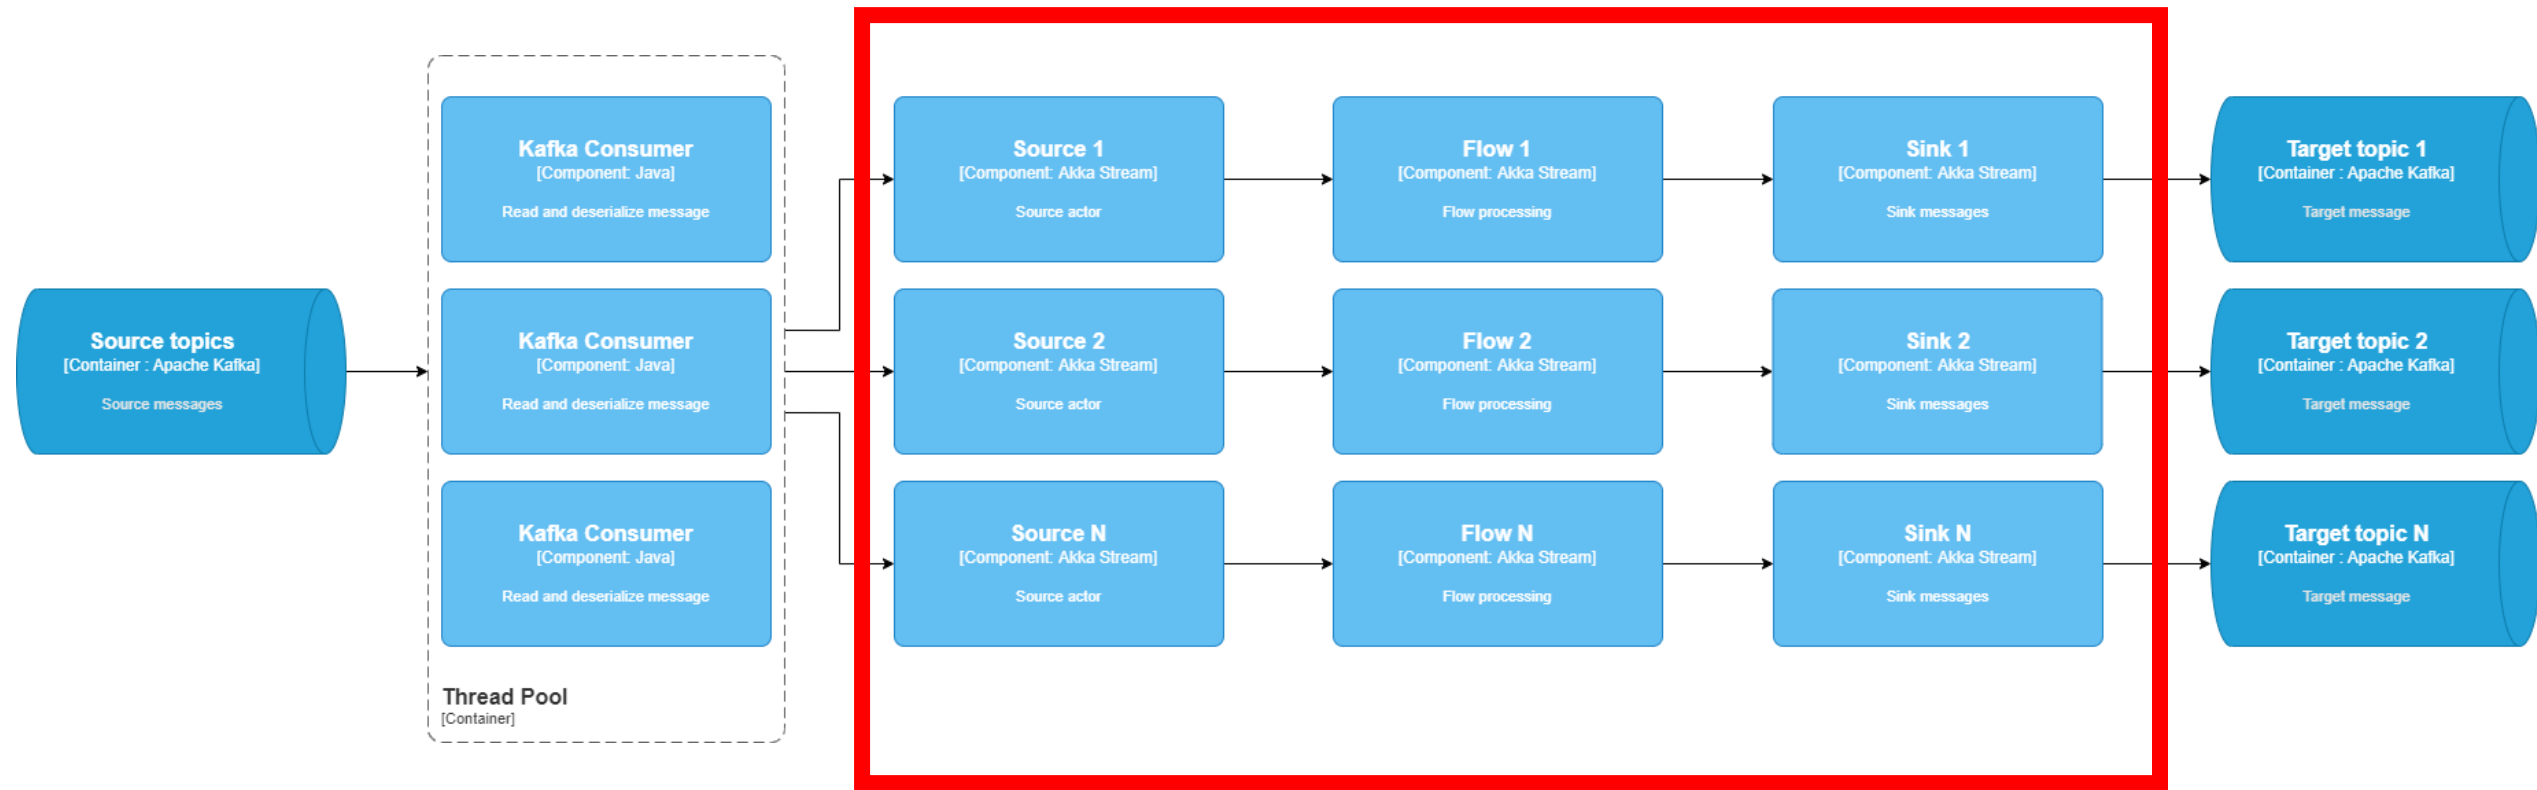 Kafka Consumer
[Component: Java]
Read and deserialize message
Source 1
[Component: Akka Stream]
Source actor
Flow 1
[Component: Akka Stream]
Flow processing
Sink 1
[Component: Akka Stream]
Sink messages
Target topic 1
[Container : Apache Kafka]
Target message
Source topics
[Container : Apache Kafka]
Source messages
Kafka Consumer
[Component: Java]
Read and deserialize message
Source 2
[Component: Akka Stream]
Source actor
Flow 2
[Component: Akka Stream]
Flow processing
Sink 2
[Component: Akka Stream]
Sink messages
Target topic 2
[Container : Apache Kafka]
Target message
Kafka Consumer
[Component: Java]
Read and deserialize message
Source N
[Component: Akka Stream]
Source actor
Flow N
[Component: Akka Stream]
Flow processing
Sink N
[Component: Akka Stream]
Sink messages
Target topic N
[Container : Apache Kafka]
Target message
Thread Pool
[Container]